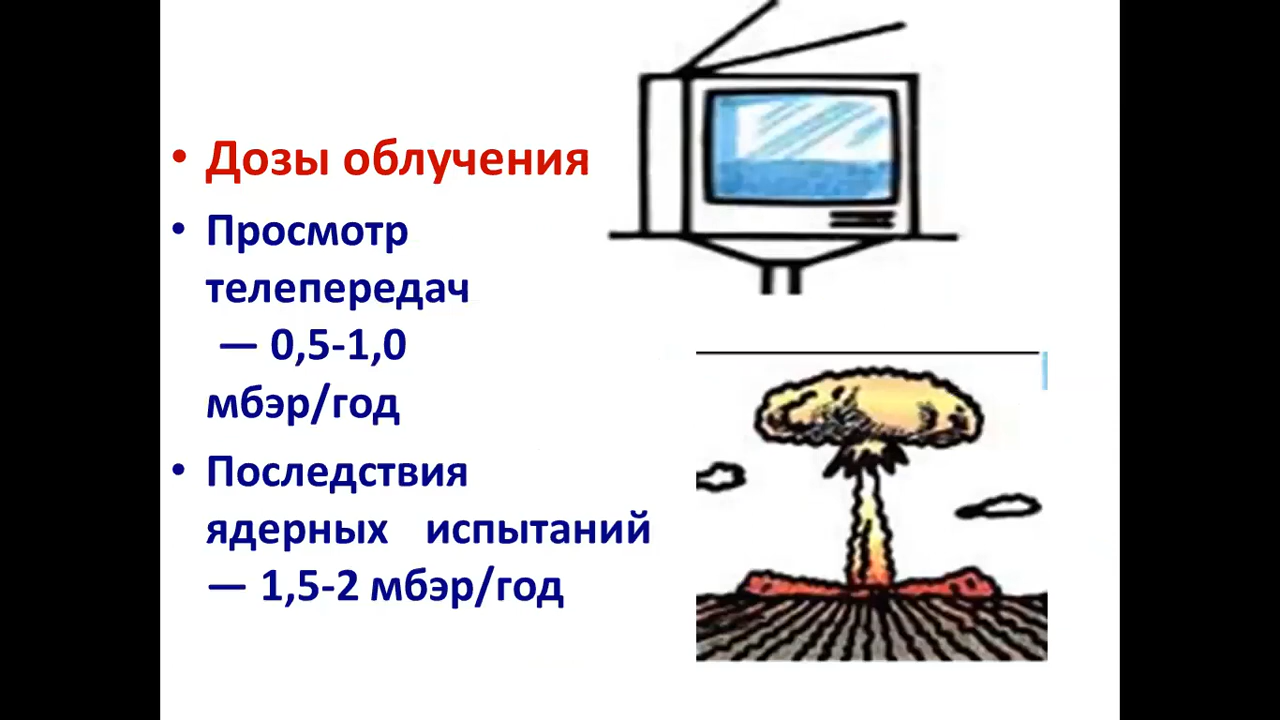 • Дозы облучения
• Просмотр
телепередач
— 0,5-1,0
мбэр/год
• Последствия
ядерных испытаний
— 1,5-2 мбэр/год